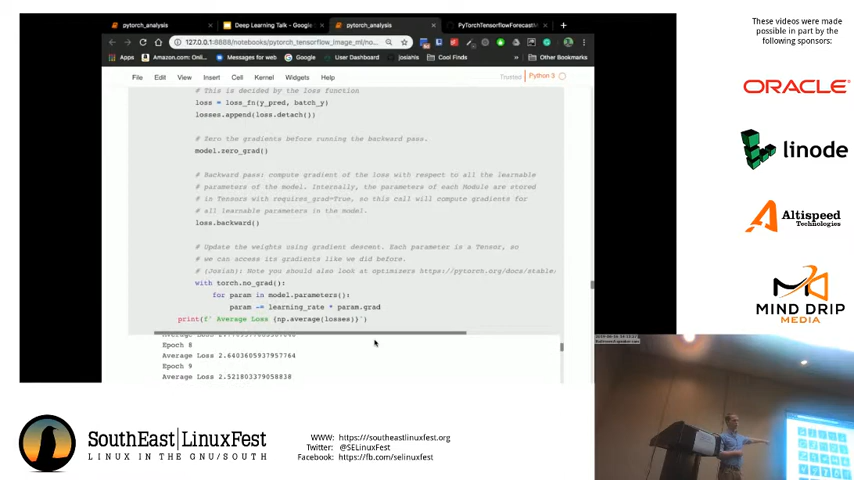 pytorch_analysis
Deep Learning Talk - Google
pytorch_analysis
PyTorchTensorflowForecast
127.0.0.1:8888/notebooks/pytorch_tensorflow_image_ml/no...
Apps
Amazon.com: Onlin...
Messages for web
User Dashboard
josiahls
Cool Finds
Other Bookmarks
File Edit View Insert Cell Kernel Widgets Help
Trusted
Python 3
# This is decided by the loss function
loss = loss_fn(y_pred, batch_y)
losses.append(loss.detach())
# Zero the gradients before running the backward pass.
model.zero_grad()
# Backward pass: compute gradient of the loss with respect to all the learnable
# parameters of the model. Internally, the parameters of each Module are stored
# in Tensors with requires_grad=True, so this call will compute gradients for
# all learnable parameters in the model.
loss.backward()
# Update the weights using gradient descent. Each parameter is a Tensor, so
# we can access its gradients like we did before.
# (Josiah): Note you should also look at optimizers https://pytorch.org/docs/stable
with torch.no_grad():
for param in model.parameters():
param -= learning_rate * param.grad
print(f' Average Loss {np.average(losses)}')
Epoch 8
Average Loss 2.6403605937957764
Epoch 9
Average Loss 2.521803379058838
These videos were made
possible in part by the
following sponsors:
ORACLE
linode
Altispeed
Technologies
MIND DRIP
MEDIA
SouthEast|LinuxFest
LINUX IN THE GNU/SOUTH
WWW: https:///southeastlinuxfest.org
Twitter: @SELinuxFest
Facebook: https://fb.com/selinuxfest